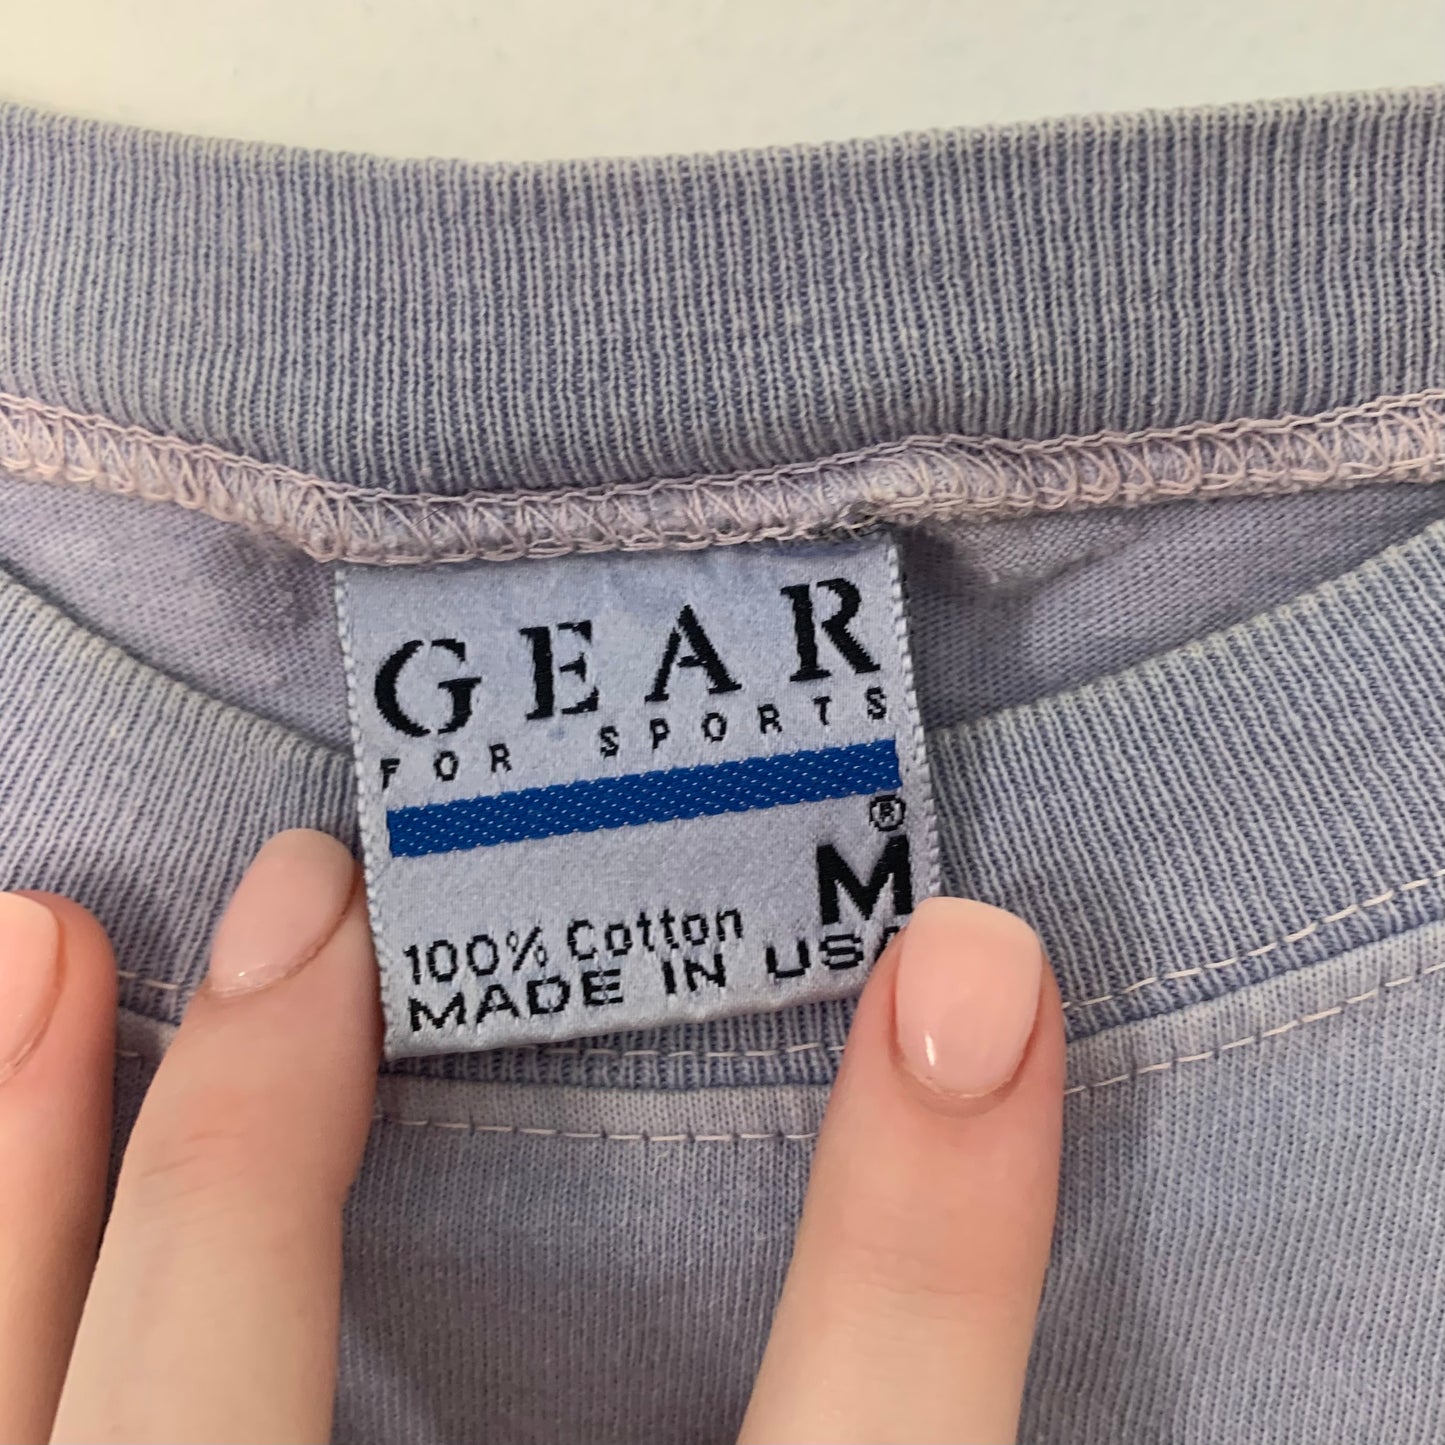 GEAR
FOR SPORTS
®
M
100% Cotton
MADE IN USA